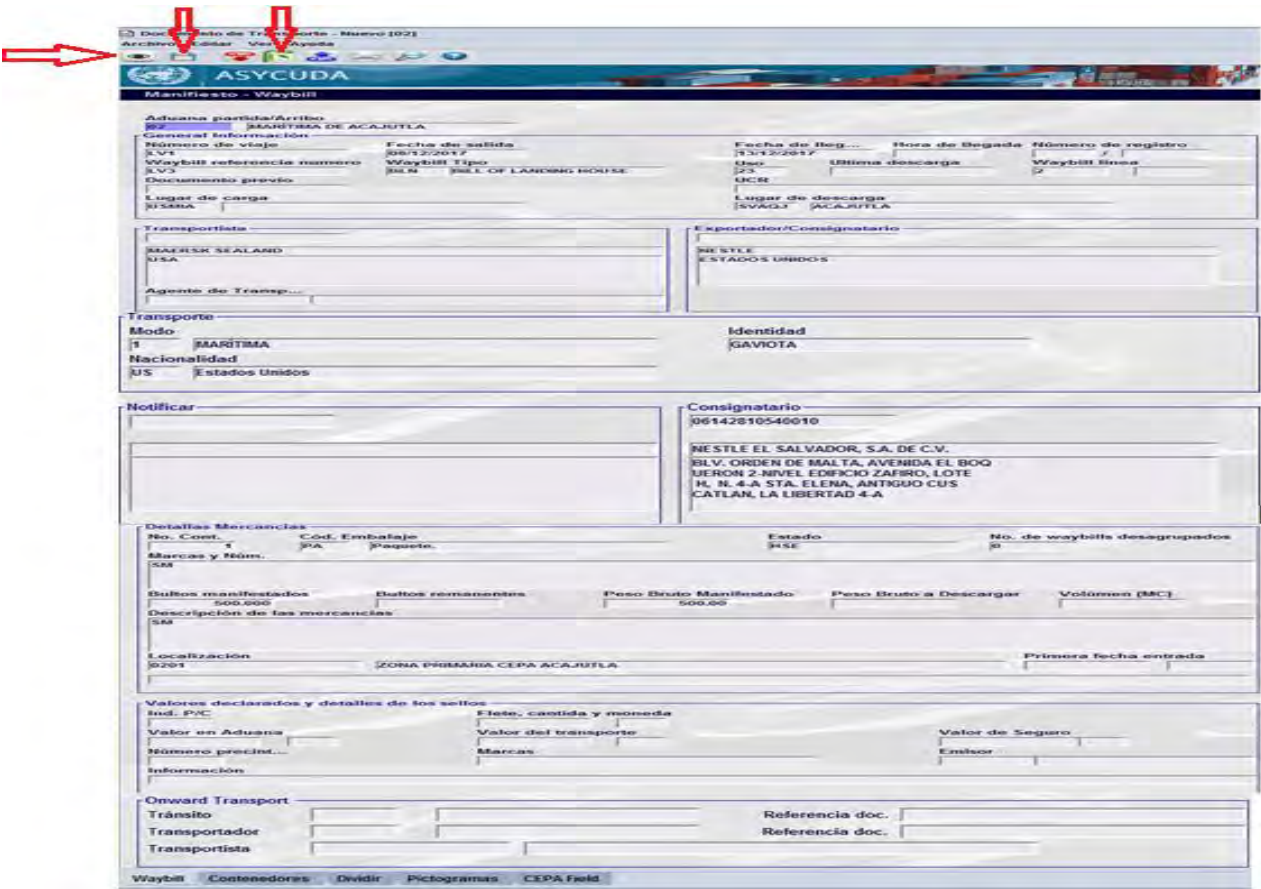 Documento de Transporte - Nuevo [02]
Archivo Editar Ver Ayuda
ASYCUDA
Manifiesto - Waybill
Aduana partida/Arribo
02 MARÍTIMA DE ACAJUTLA
General Información
Número de viaje Fecha de salida Fecha de lleg... Hora de llegada Número de registro
LV1 06/12/2017 13/12/2017 /
Waybill referencia numero Waybill Tipo Uso Ultima descarga Waybill línea
LV3 BLN BILL OF LANDING HOUSE 23 2
Documento previo UCR
Lugar de carga Lugar de descarga
USMIA SVAQJ ACAJUTLA
Transportista Exportador/Consignatario
MAERSK SEALAND NESTLE
USA ESTADOS UNIDOS
Agente de Transp...
Transporte
Modo Identidad
1 MARÍTIMA GAVIOTA
Nacionalidad
US Estados Unidos
Notificar Consignatario
06142810540010
NESTLE EL SALVADOR, S.A. DE C.V.
BLV. ORDEN DE MALTA, AVENIDA EL BOQ
UERON 2-NIVEL EDIFICIO ZAFIRO, LOTE
H, N. 4-A STA. ELENA, ANTIGUO CUS
CATLAN, LA LIBERTAD 4-A
Detalles Mercancías
No. Cont. Cód. Embalaje Estado No. de waybills desagrupados
1 PA Paquete. HSE 0
Marcas y Núm.
SM
Bultos manifestados Bultos remanentes Peso Bruto Manifestado Peso Bruto a Descargar Volúmen (MC)
500.000 500.00
Descripción de las mercancías
SM
Localización Primera fecha entrada
0201 ZONA PRIMARIA CEPA ACAJUTLA
Valores declarados y detalles de los sellos
Ind. P/C Flete, cantida y moneda
Valor en Aduana Valor del transporte Valor de Seguro
Número precint... Marcas Emisor
Información
Onward Transport
Tránsito Referencia doc.
Transportador Referencia doc.
Transportista
Waybill Contenedores Dividir Pictogramas CEPA Field